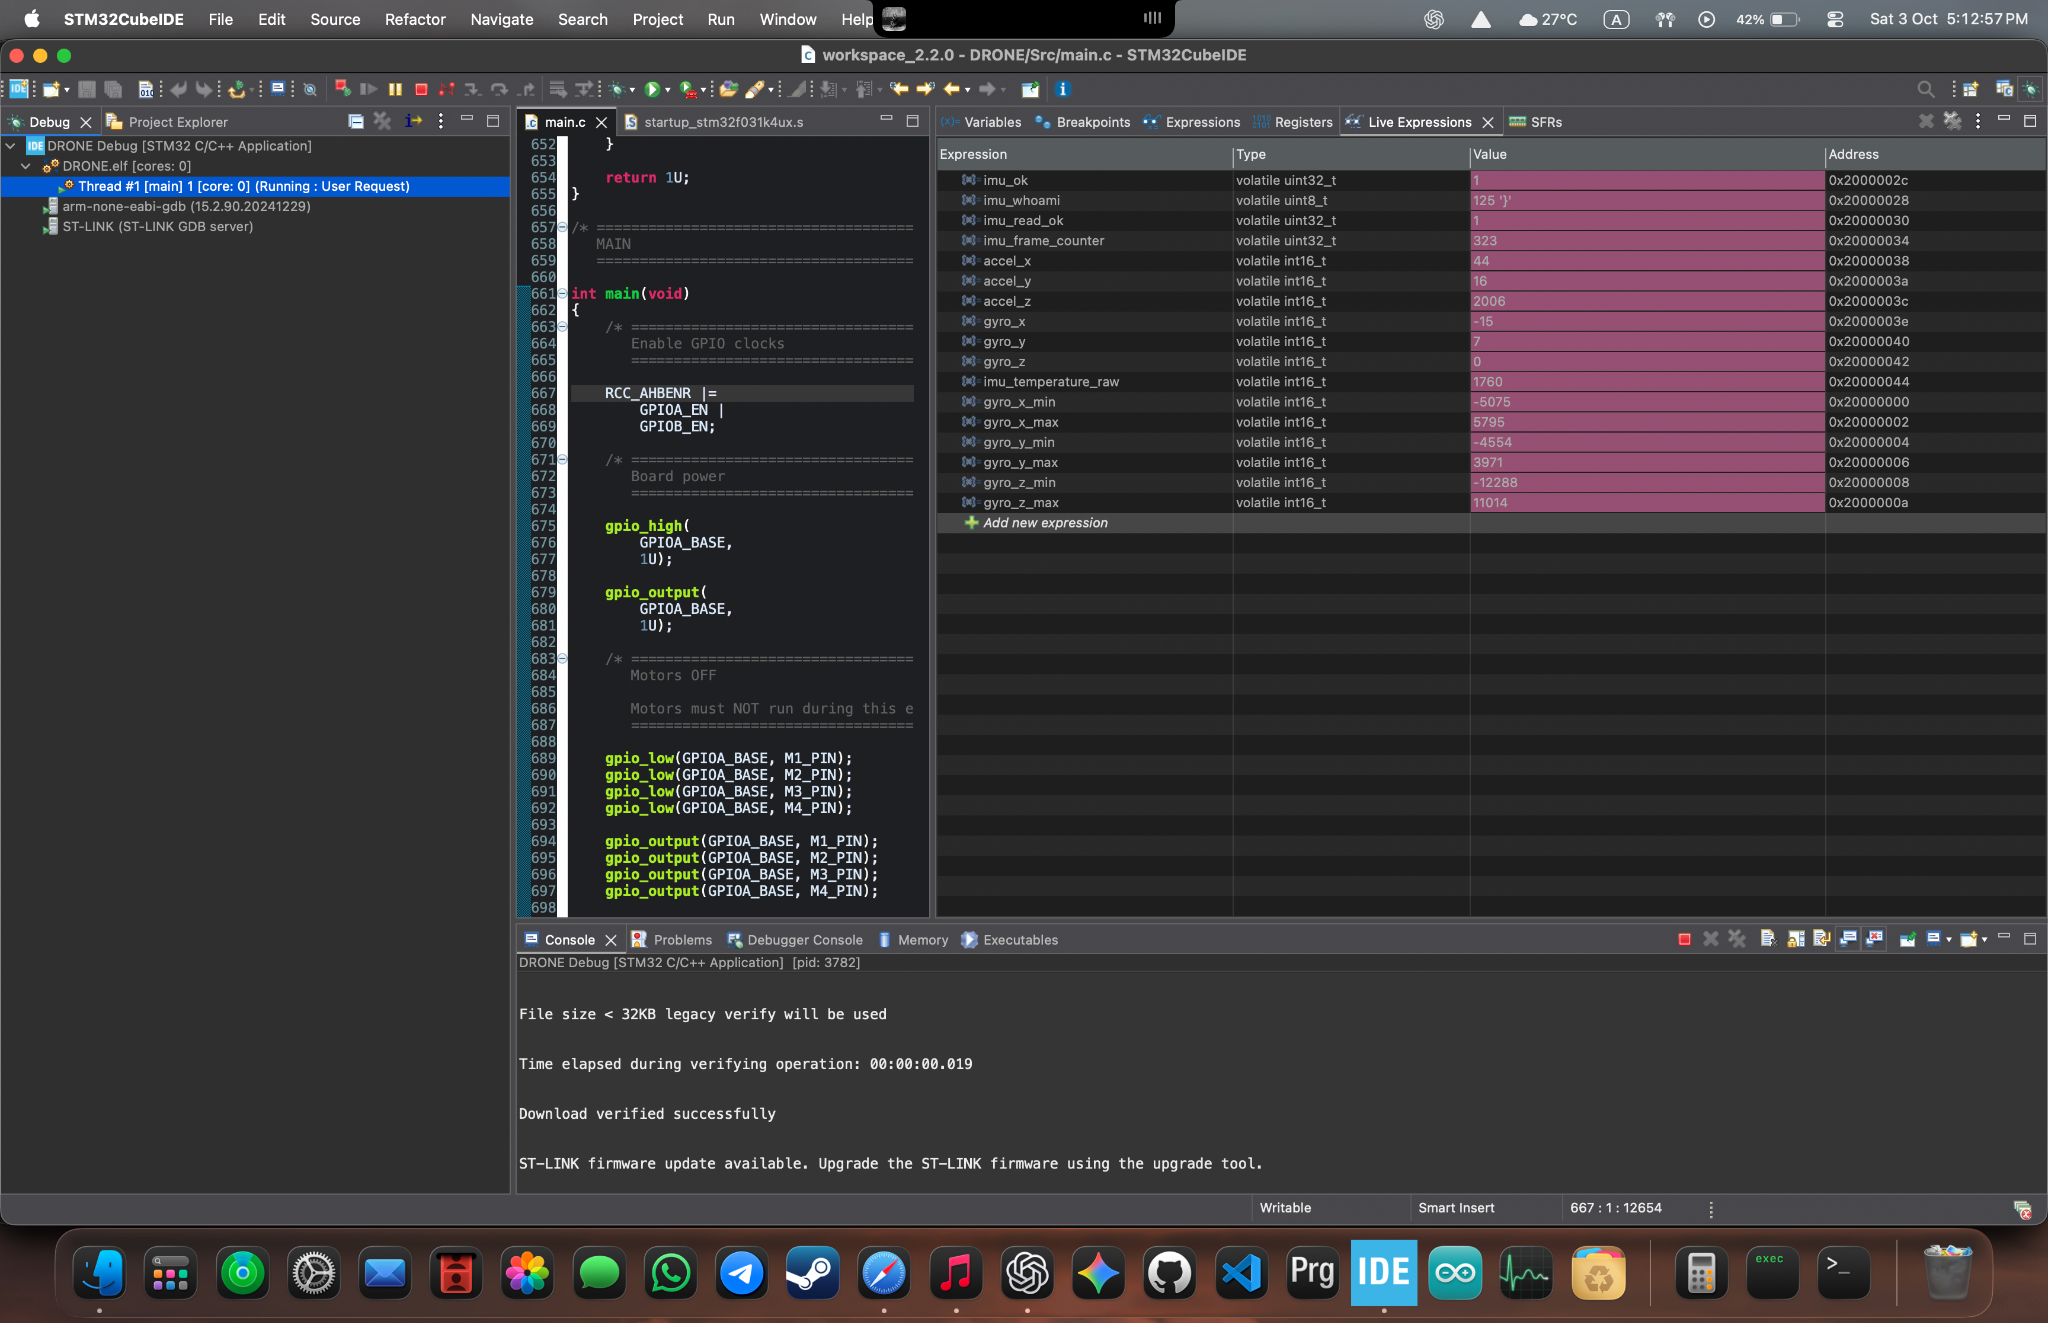 STM32CubeIDE File Edit Source Refactor Navigate Search Project Run Window Help 27°C A 42% Sat 3 Oct 5:12:57 PM
workspace_2.2.0 - DRONE/Src/main.c - STM32CubeIDE
Debug
Project Explorer
IDE DRONE Debug [STM32 C/C++ Application]
DRONE.elf [cores: 0]
Thread #1 [main] 1 [core: 0] (Running : User Request)
arm-none-eabi-gdb (15.2.90.20241229)
ST-LINK (ST-LINK GDB server)
main.c
startup_stm32f031k4ux.s
652 }
653
654 return 1U;
655 }
656
657 /* =================================
658 MAIN
659 =================================
660
661 int main(void)
662 {
663 /* =================================
664 Enable GPIO clocks
665 =================================
666
667 RCC_AHBENR |=
668 GPIOA_EN |
669 GPIOB_EN;
670
671 /* =================================
672 Board power
673 =================================
674
675 gpio_high(
676 GPIOA_BASE,
677 1U);
678
679 gpio_output(
680 GPIOA_BASE,
681 1U);
682
683 /* =================================
684 Motors OFF
685
686 Motors must NOT run during this e
687 =================================
688
689 gpio_low(GPIOA_BASE, M1_PIN);
690 gpio_low(GPIOA_BASE, M2_PIN);
691 gpio_low(GPIOA_BASE, M3_PIN);
692 gpio_low(GPIOA_BASE, M4_PIN);
693
694 gpio_output(GPIOA_BASE, M1_PIN);
695 gpio_output(GPIOA_BASE, M2_PIN);
696 gpio_output(GPIOA_BASE, M3_PIN);
697 gpio_output(GPIOA_BASE, M4_PIN);
698
Variables Breakpoints Expressions Registers Live Expressions SFRs
Expression Type Value Address
imu_ok volatile uint32_t 1 0x2000002c
imu_whoami volatile uint8_t 125 '}' 0x20000028
imu_read_ok volatile uint32_t 1 0x20000030
imu_frame_counter volatile uint32_t 323 0x20000034
accel_x volatile int16_t 44 0x20000038
accel_y volatile int16_t 16 0x2000003a
accel_z volatile int16_t 2006 0x2000003c
gyro_x volatile int16_t -15 0x2000003e
gyro_y volatile int16_t 7 0x20000040
gyro_z volatile int16_t 0 0x20000042
imu_temperature_raw volatile int16_t 1760 0x20000044
gyro_x_min volatile int16_t -5075 0x20000000
gyro_x_max volatile int16_t 5795 0x20000002
gyro_y_min volatile int16_t -4554 0x20000004
gyro_y_max volatile int16_t 3971 0x20000006
gyro_z_min volatile int16_t -12288 0x20000008
gyro_z_max volatile int16_t 11014 0x2000000a
Add new expression
Console Problems Debugger Console Memory Executables
DRONE Debug [STM32 C/C++ Application] [pid: 3782]
File size < 32KB legacy verify will be used
Time elapsed during verifying operation: 00:00:00.019
Download verified successfully
ST-LINK firmware update available. Upgrade the ST-LINK firmware using the upgrade tool.
Writable Smart Insert 667 : 1 : 12654
Prg IDE exec >_